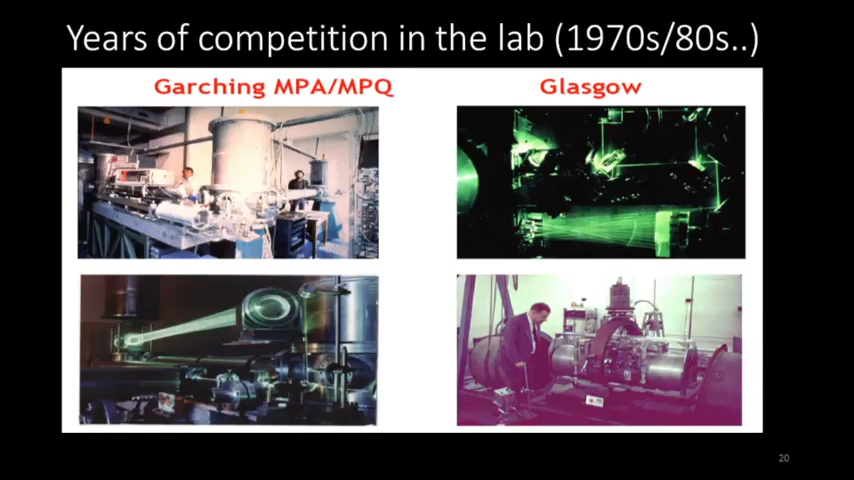 Years of competition in the lab (1970s/80s..)
Garching MPA/MPQ
Glasgow
20